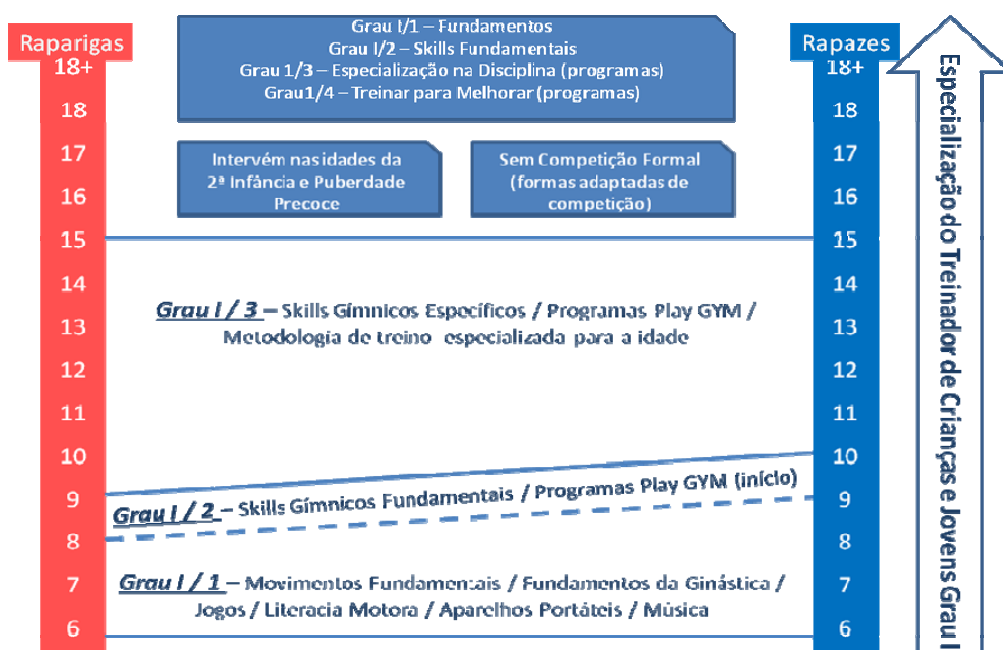 Grau I/1 – Fundamentos
Grau I/2 – Skills Fundamentais
Grau 1/3 – Especialização na Disciplina (programas)
Grau1/4 – Treinar para Melhorar (programas)
Raparigas
18+
18
17
16
15
14
13
12
11
10
9
8
7
6
Intervém nas idades da
2ª Infância e Puberdade
Precoce
Sem Competição Formal
(formas adaptadas de
competição)
Grau I / 3 – Skills Gímnicos Específicos / Programas Play GYM /
Metodologia de treino especializada para a idade
Grau I / 2 – Skills Gímnicos Fundamentais / Programas Play GYM (início)
Grau I / 1 – Movimentos Fundamentais / Fundamentos da Ginástica /
Jogos / Literacia Motora / Aparelhos Portáteis / Música
Rapazes
18+
18
17
16
15
14
13
12
11
10
9
8
7
6
Especialização do Treinador de Crianças e Jovens Grau I